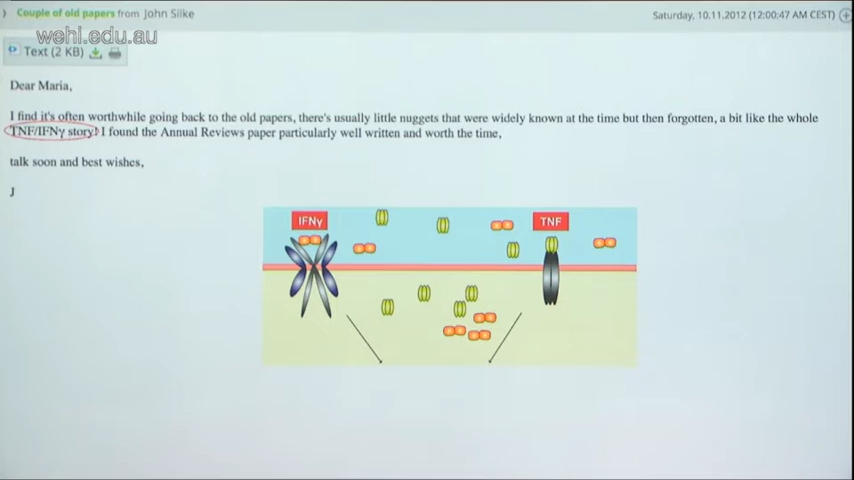 Couple of old papers from John Silke
Saturday, 10.11.2012 (12:00:47 AM CEST)
wehi.edu.au
Text (2 KB)
Dear Maria,
I find it's often worthwhile going back to the old papers, there's usually little nuggets that were widely known at the time but then forgotten, a bit like the whole
TNF/IFNγ story! I found the Annual Reviews paper particularly well written and worth the time,
talk soon and best wishes,
J
IFNγ
TNF